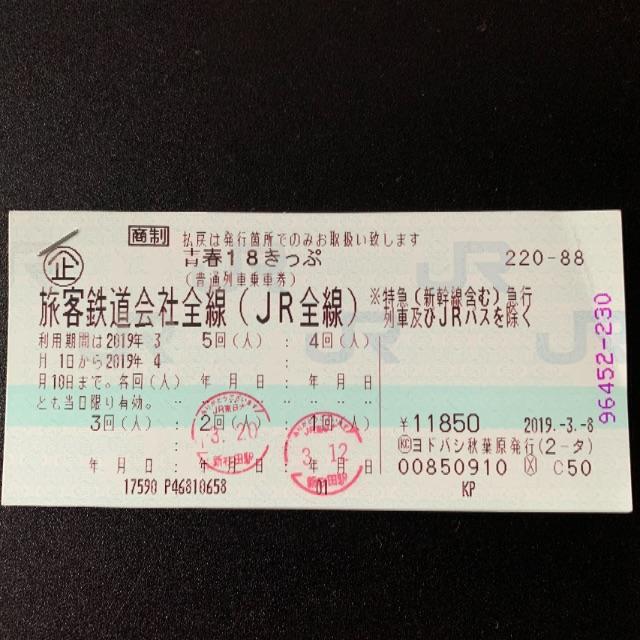 商制 払戻は発行箇所でのみお取扱い致します
正 青春18きっぷ 220-88
(普通列車乗車券)
旅客鉄道会社全線(JR全線) ※特急(新幹線含む)急行
列車及びJRバスを除く
利用期間は2019年 3 5回(人) : 4回(人)
月 1日から2019年 4
月10日まで。各回(人) 年 月 日 : 年 月 日
とも当日限り有効。
3回(人) : 2回(人) : 1回(人) ¥11850 2019.-3.-8
3.20 3.12
KC ヨドバシ秋葉原発行(2-タ)
年 月 日 : 年 月 日 : 年 月 日 00850910 X C50
17590 P46818658 01 KP
96452-230